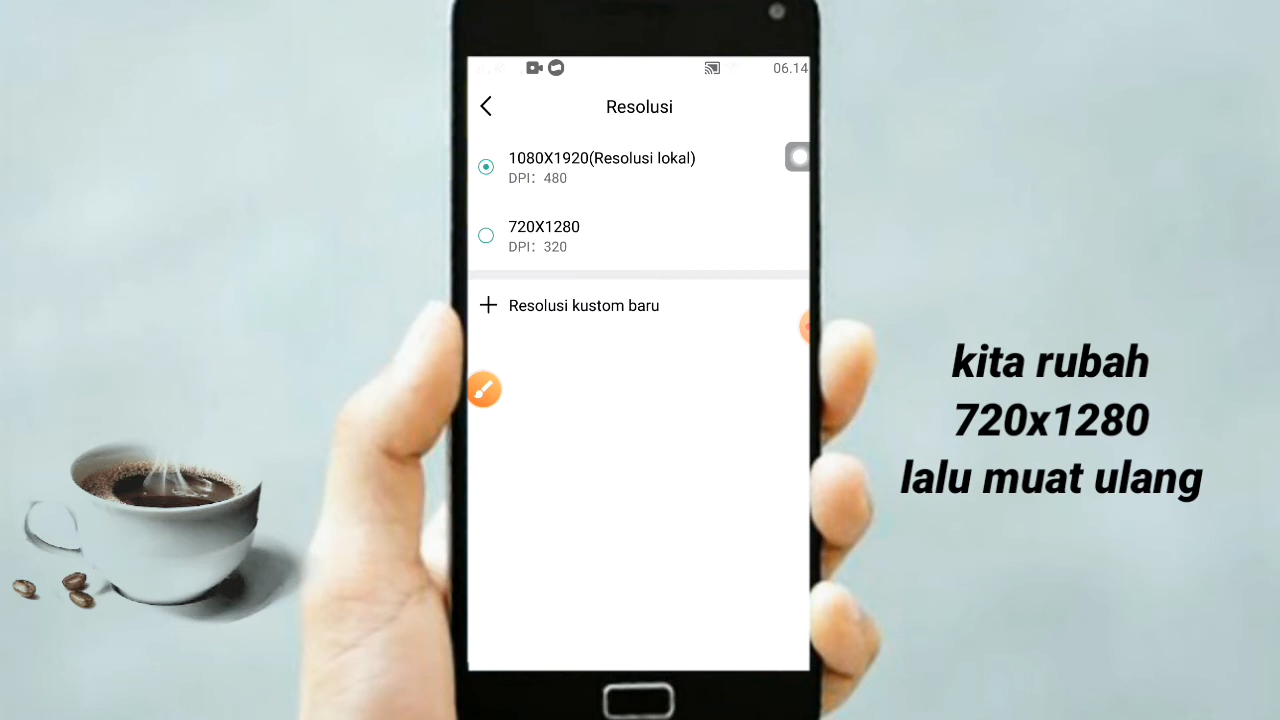 06.14
Resolusi
1080X1920(Resolusi lokal)
DPI: 480
720X1280
DPI: 320
Resolusi kustom baru
kita rubah
720x1280
lalu muat ulang